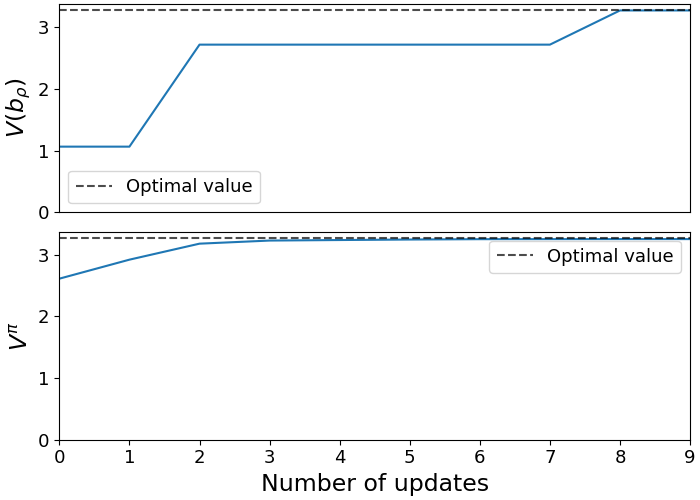 3
2
1
0
V(b_ρ)
Optimal value
3
2
1
0
V^π
Optimal value
0 1 2 3 4 5 6 7 8 9
Number of updates